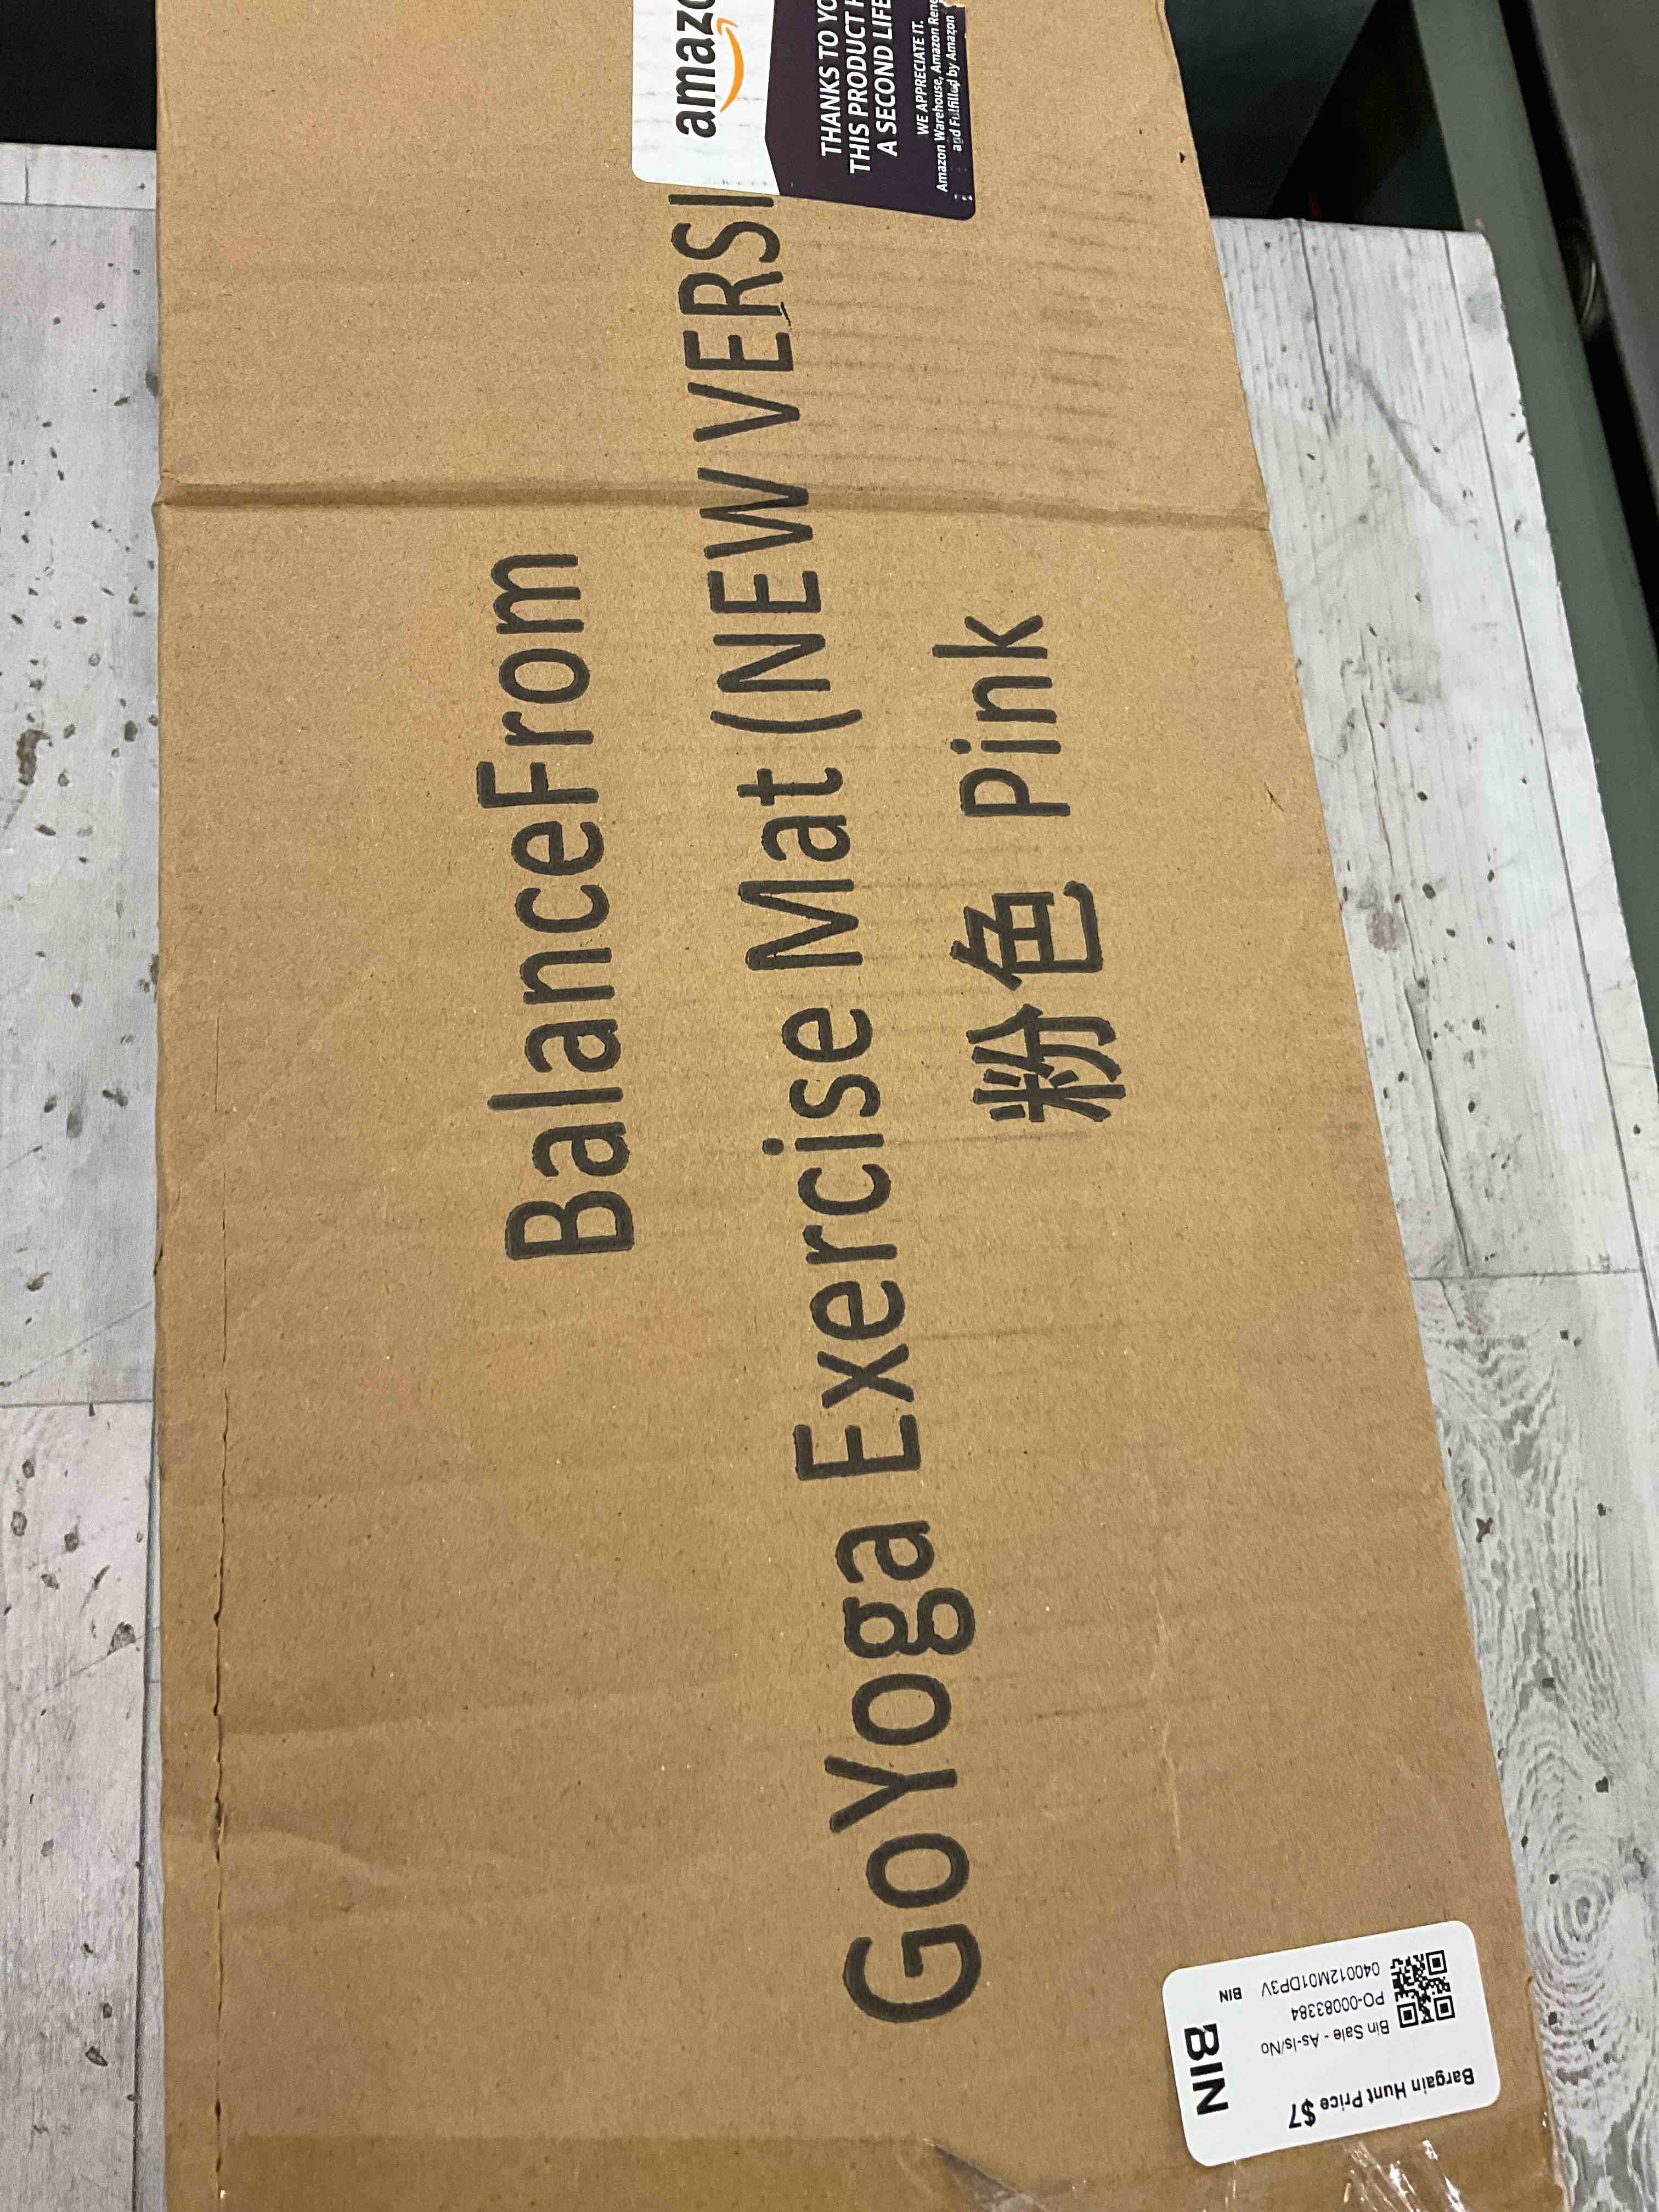 BalanceFrom
GoYoga Exercise Mat (NEW VERSI
粉色 Pink
amazo
THANKS TO YO
THIS PRODUCT H
A SECOND LIFE
WE APPRECIATE IT.
Amazon Warehouse, Amazon Rene
and Fulfilled by Amazon
Bargain Hunt Price $7
Bin Sale - As-Is/No
PO-00083384
040012M01DP3V BIN
BIN